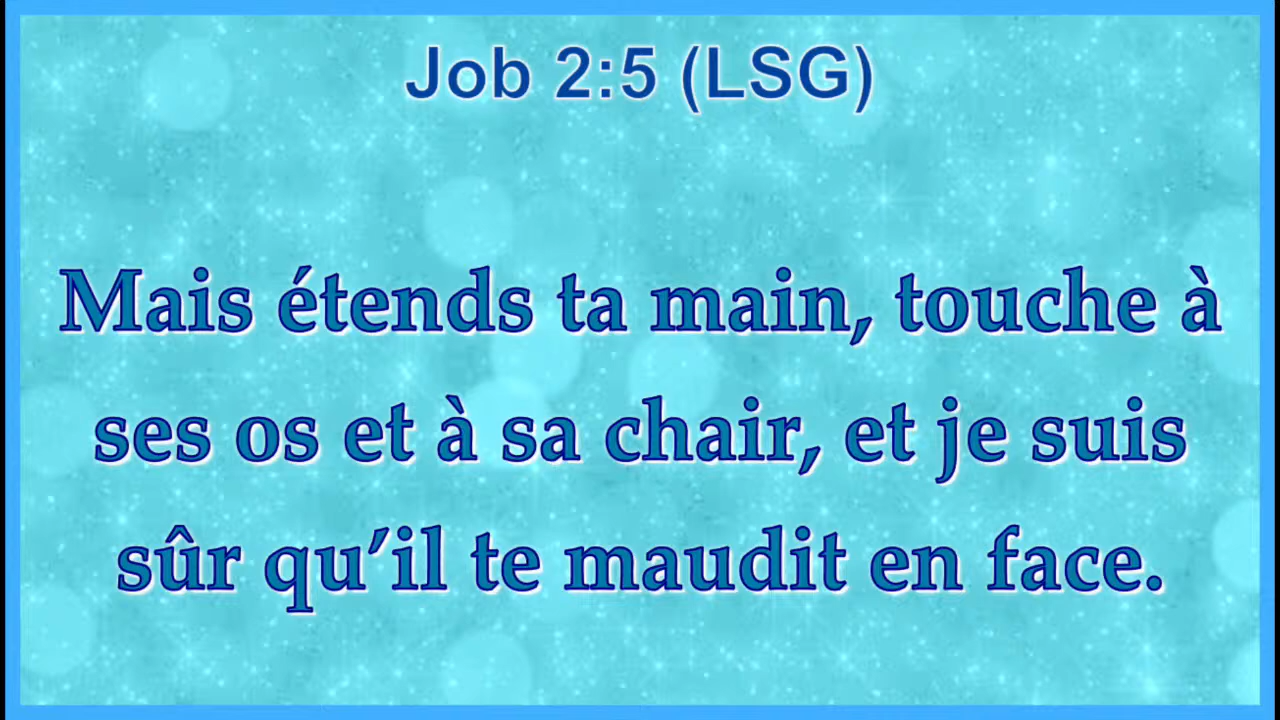 Job 2:5 (LSG)
Mais étends ta main, touche à
ses os et à sa chair, et je suis
sûr qu’il te maudit en face.